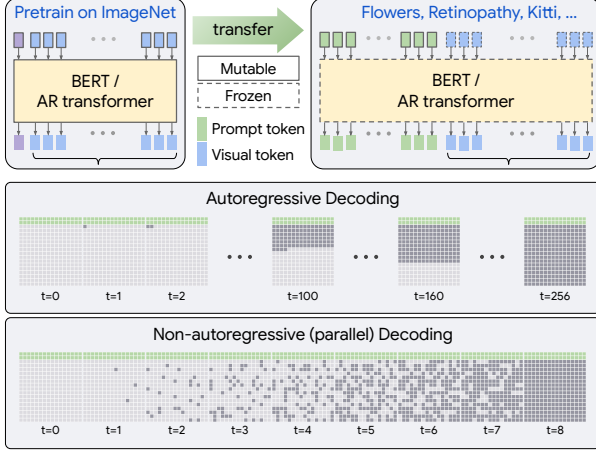 Pretrain on ImageNet
transfer
Flowers, Retinopathy, Kitti, ...
BERT /
AR transformer
Mutable
Frozen
Prompt token
Visual token
BERT /
AR transformer
Autoregressive Decoding
t=0 t=1 t=2 t=100 t=160 t=256
Non-autoregressive (parallel) Decoding
t=0 t=1 t=2 t=3 t=4 t=5 t=6 t=7 t=8